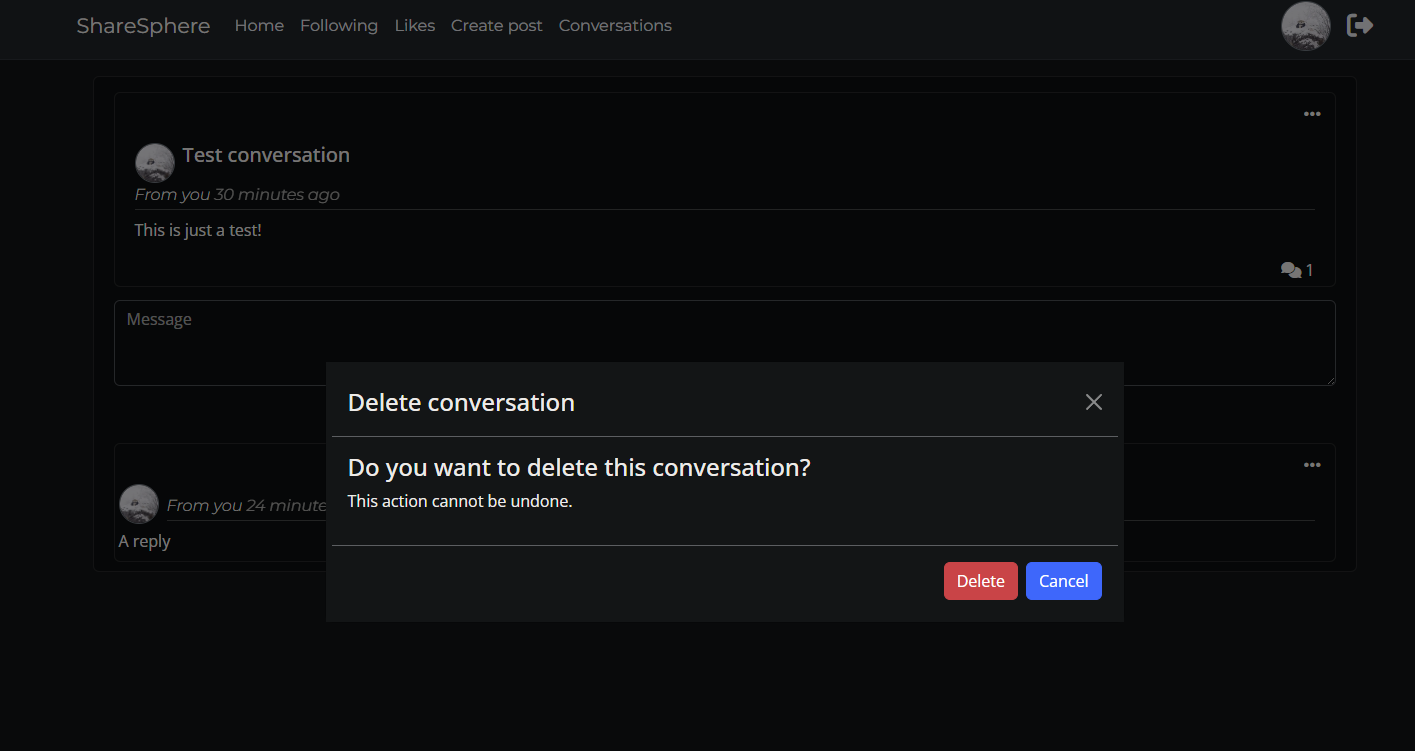 ShareSphere Home Following Likes Create post Conversations
Test conversation
From you 30 minutes ago
This is just a test!
1
Message
Delete conversation
Do you want to delete this conversation?
This action cannot be undone.
From you 24
A reply
Delete Cancel